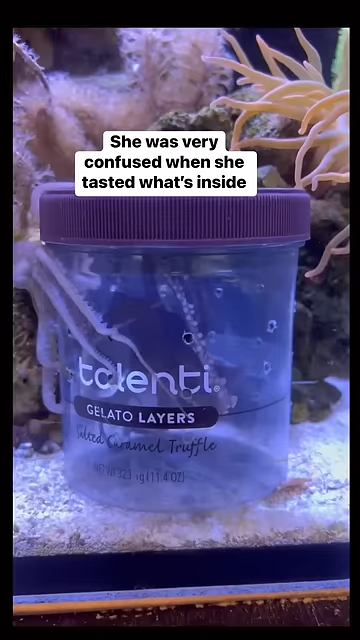 She was very
confused when she
tasted what's inside
talenti®
GELATO LAYERS
Salted Caramel Truffle